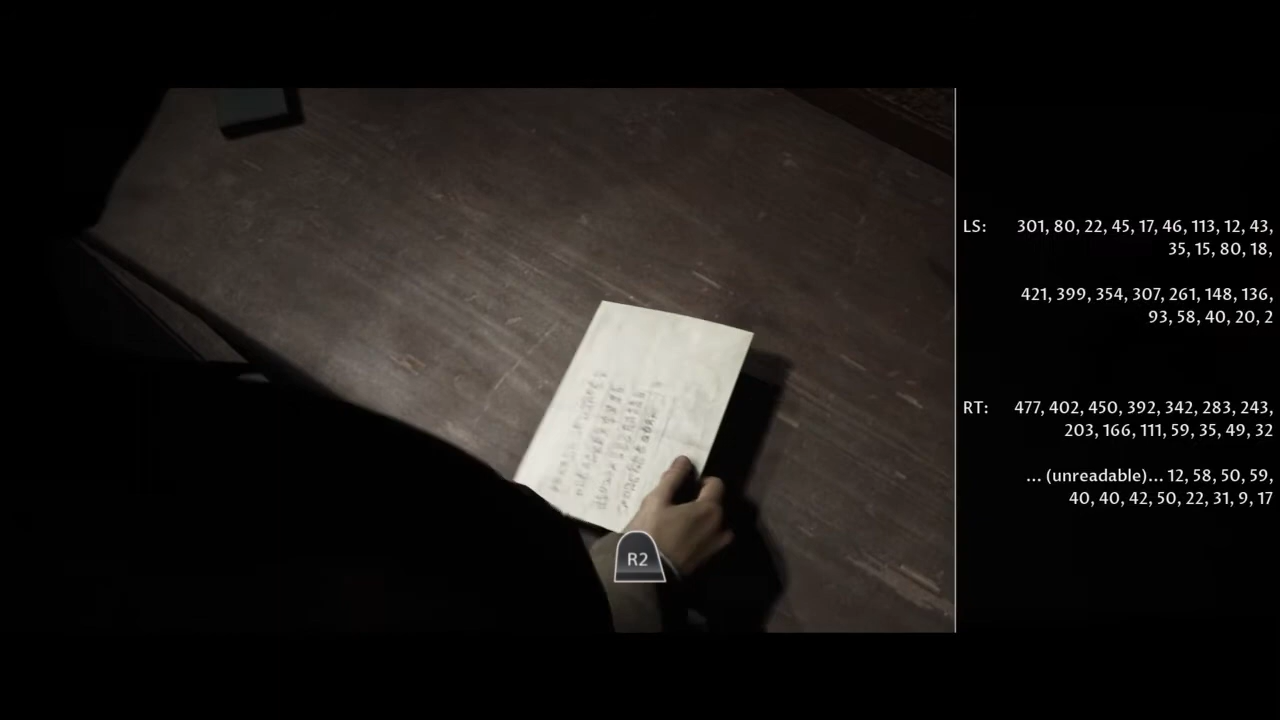 LS: 301, 80, 22, 45, 17, 46, 113, 12, 43,
35, 15, 80, 18,
421, 399, 354, 307, 261, 148, 136,
93, 58, 40, 20, 2
RT: 477, 402, 450, 392, 342, 283, 243,
203, 166, 111, 59, 35, 49, 32
... (unreadable)... 12, 58, 50, 59,
40, 40, 42, 50, 22, 31, 9, 17
R2